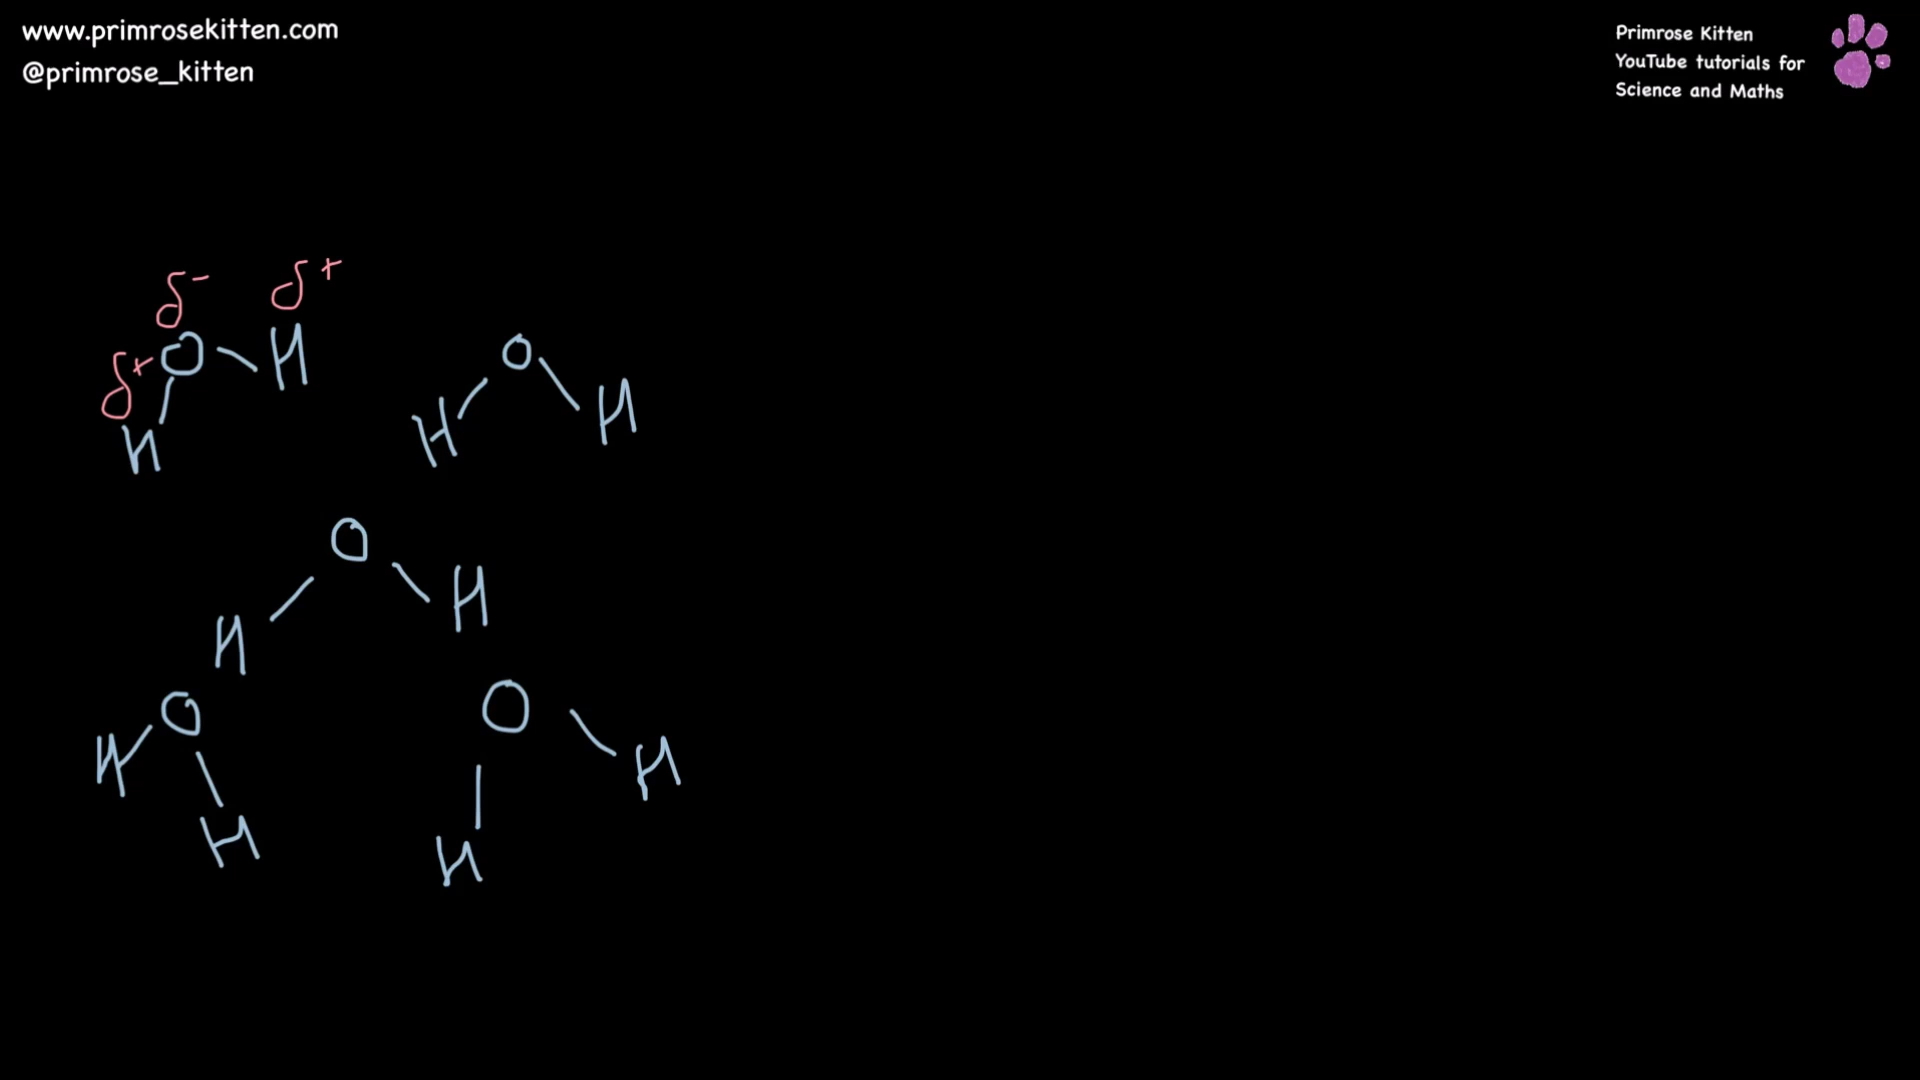 www.primrosekitten.com
@primrose_kitten
Primrose Kitten
YouTube tutorials for
Science and Maths
δ- δ+
δ+ O H
H
O
H H
O
H H
O
H H
O
H H